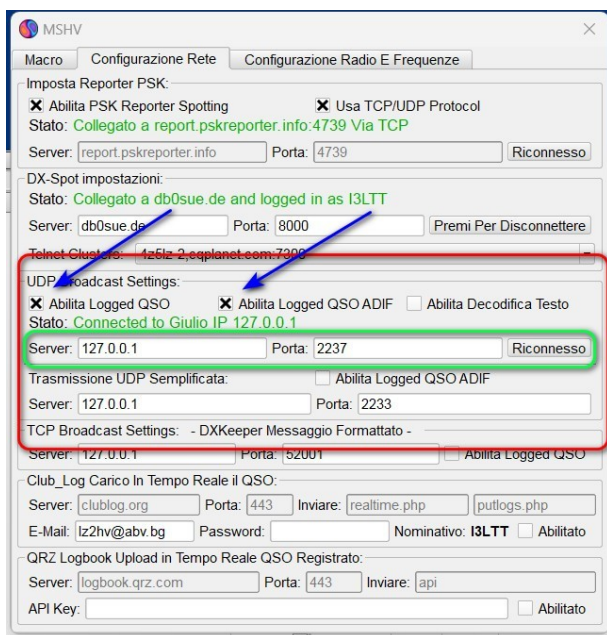 MSHV
Macro Configurazione Rete Configurazione Radio E Frequenze
Imposta Reporter PSK:
Abilita PSK Reporter Spotting Usa TCP/UDP Protocol
Stato: Collegato a report.pskreporter.info:4739 Via TCP
Server: report.pskreporter.info Porta: 4739 Riconnesso
DX-Spot impostazioni:
Stato: Collegato a db0sue.de and logged in as I3LTT
Server: db0sue.de Porta: 8000 Premi Per Disconnettere
Telnet Clusters: 4z5lz-2,cqplanet.com:7300
UDP Broadcast Settings:
Abilita Logged QSO Abilita Logged QSO ADIF Abilita Decodifica Testo
Stato: Connected to Giulio IP 127.0.0.1
Server: 127.0.0.1 Porta: 2237 Riconnesso
Trasmissione UDP Semplificata: Abilita Logged QSO ADIF
Server: 127.0.0.1 Porta: 2233
TCP Broadcast Settings: - DXKeeper Messaggio Formattato -
Server: 127.0.0.1 Porta: 52001 Abilita Logged QSO
Club_Log Carico In Tempo Reale il QSO:
Server: clublog.org Porta: 443 Inviare: realtime.php putlogs.php
E-Mail: lz2hv@abv.bg Password: Nominativo: I3LTT Abilitato
QRZ Logbook Upload in Tempo Reale QSO Registrato:
Server: logbook.qrz.com Porta: 443 Inviare: api
API Key: Abilitato